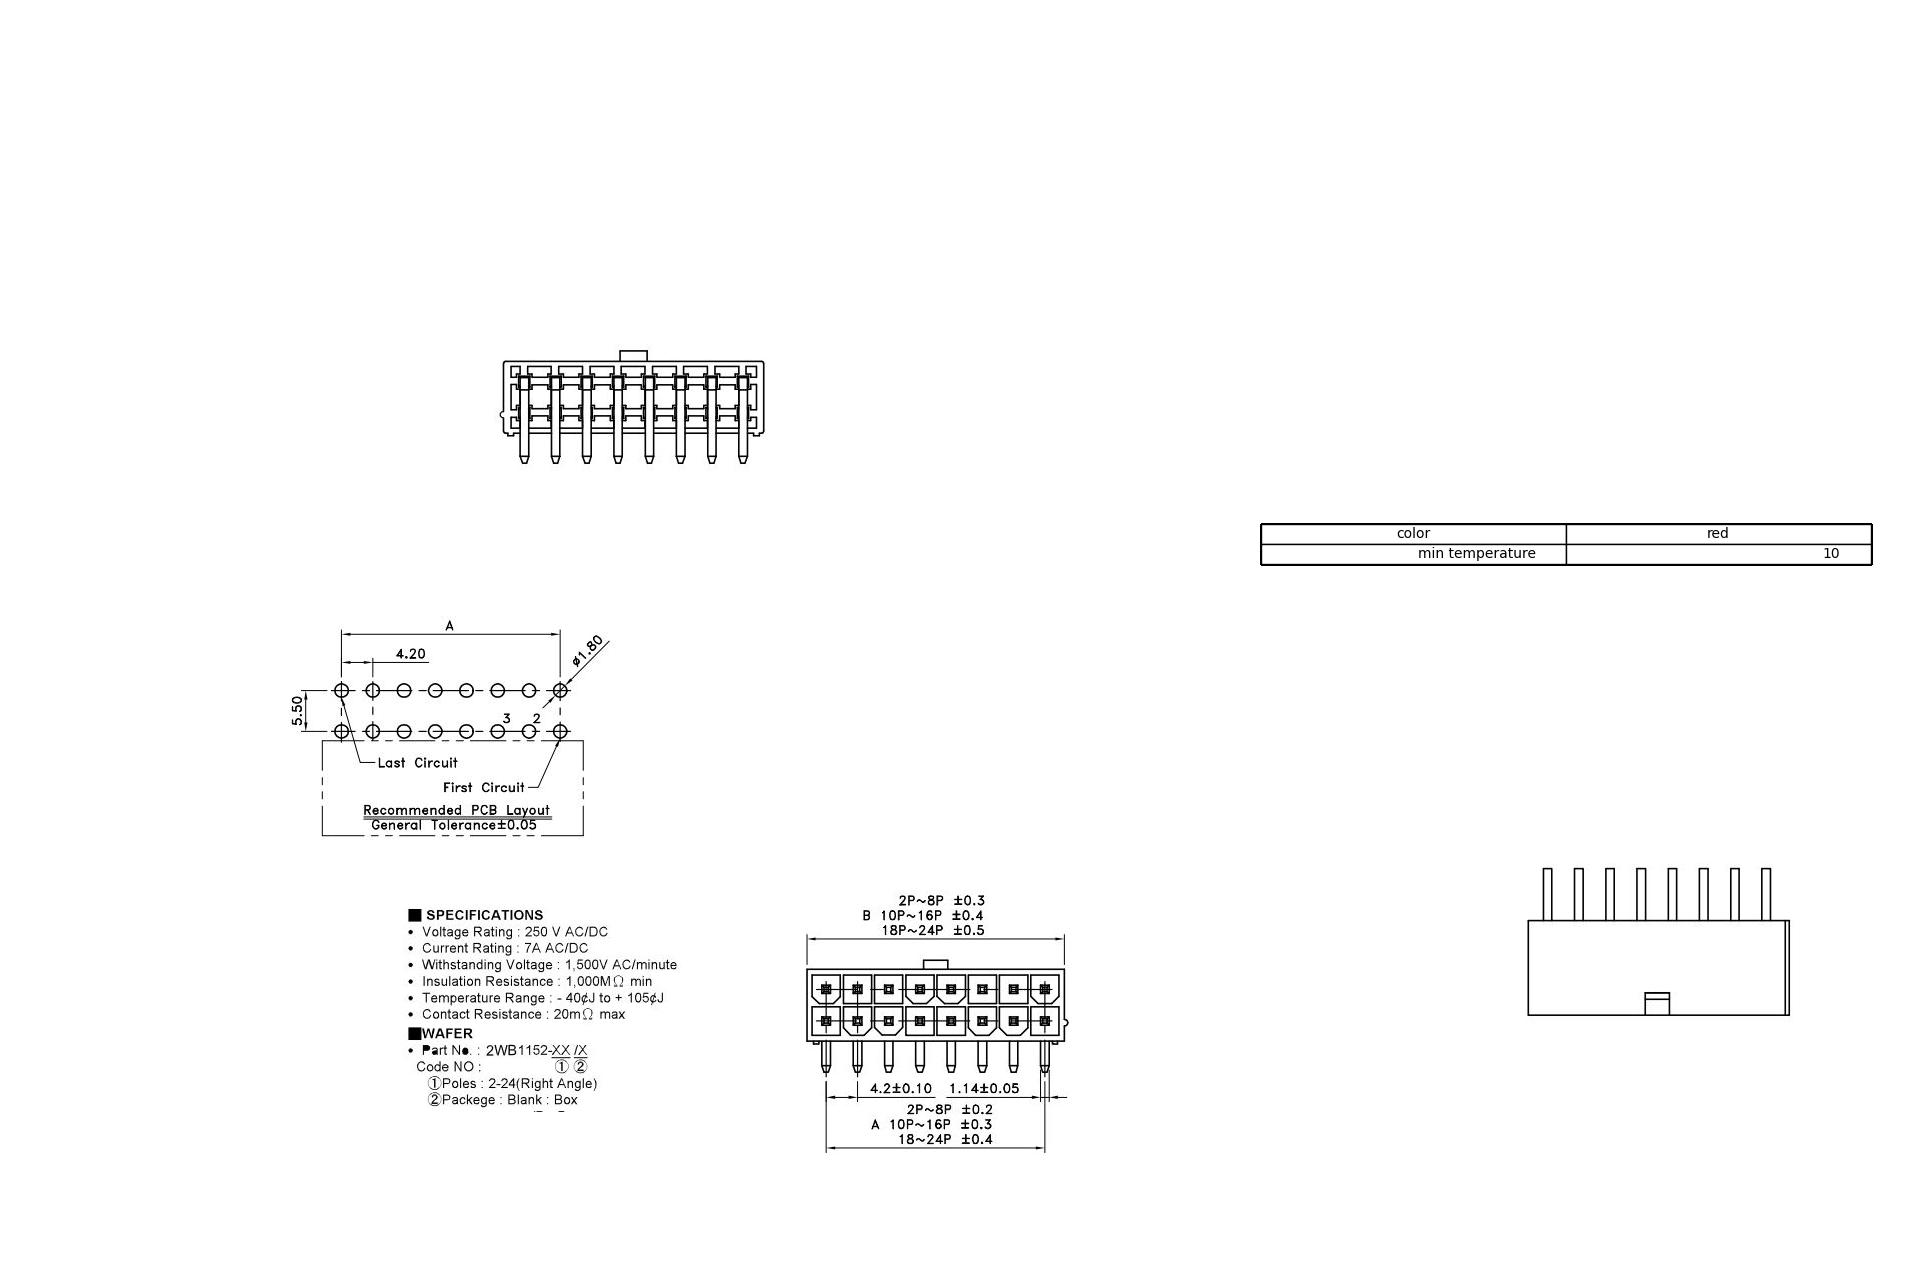 color red
min temperature 10
A
4.20
ø1.80
5.50
3 2
Last Circuit
First Circuit
Recommended PCB Layout
General Tolerance±0.05
SPECIFICATIONS
• Voltage Rating : 250 V AC/DC
• Current Rating : 7A AC/DC
• Withstanding Voltage : 1,500V AC/minute
• Insulation Resistance : 1,000MΩ min
• Temperature Range : - 40¢J to + 105¢J
• Contact Resistance : 20mΩ max
WAFER
• Part No. : 2WB1152-XX /X
Code NO : ① ②
①Poles : 2-24(Right Angle)
②Packege : Blank : Box
2P~8P ±0.3
B 10P~16P ±0.4
18P~24P ±0.5
4.2±0.10 1.14±0.05
2P~8P ±0.2
A 10P~16P ±0.3
18~24P ±0.4